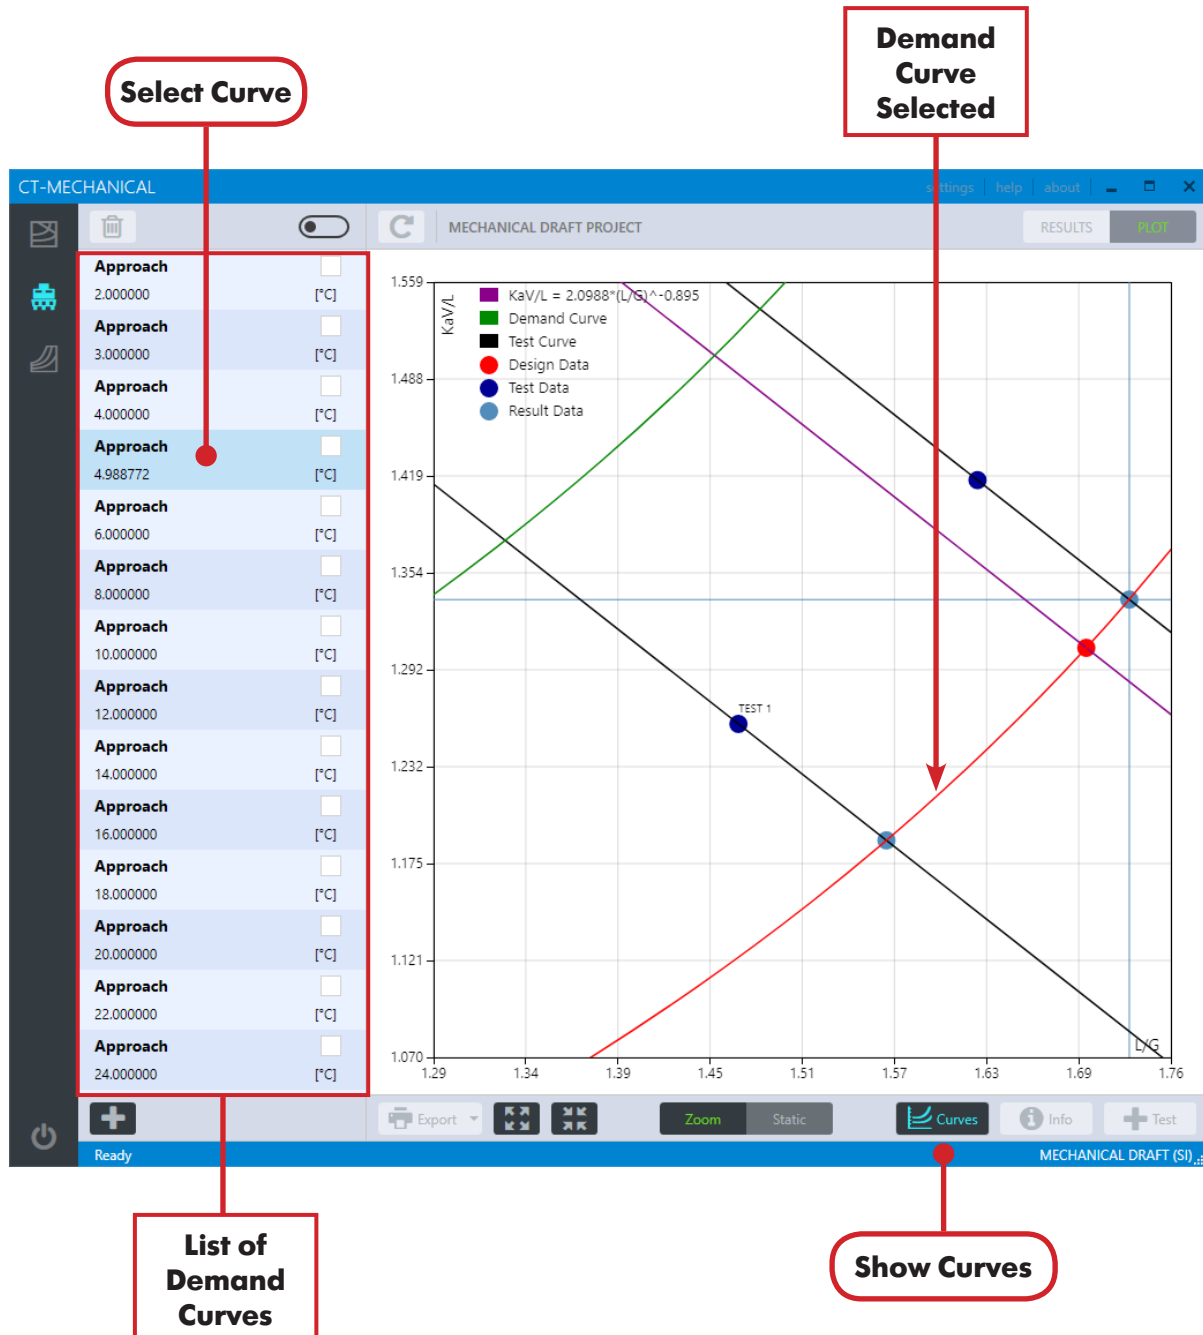 Demand
Curve
Selected
Select Curve
CT-MECHANICAL
settings help about
MECHANICAL DRAFT PROJECT
RESULTS PLOT
Approach
2.000000 [°C]
Approach
3.000000 [°C]
Approach
4.000000 [°C]
Approach
4.988772 [°C]
Approach
6.000000 [°C]
Approach
8.000000 [°C]
Approach
10.000000 [°C]
Approach
12.000000 [°C]
Approach
14.000000 [°C]
Approach
16.000000 [°C]
Approach
18.000000 [°C]
Approach
20.000000 [°C]
Approach
22.000000 [°C]
Approach
24.000000 [°C]
KaV/L
KaV/L = 2.0988*(L/G)^-0.895
Demand Curve
Test Curve
Design Data
Test Data
Result Data
1.559
1.488
1.419
1.354
1.292
1.232
1.175
1.121
1.070
TEST 1
L/G
1.29 1.34 1.39 1.45 1.51 1.57 1.63 1.69 1.76
Export Zoom Static Curves Info Test
Ready MECHANICAL DRAFT (SI)
List of
Demand
Curves
Show Curves